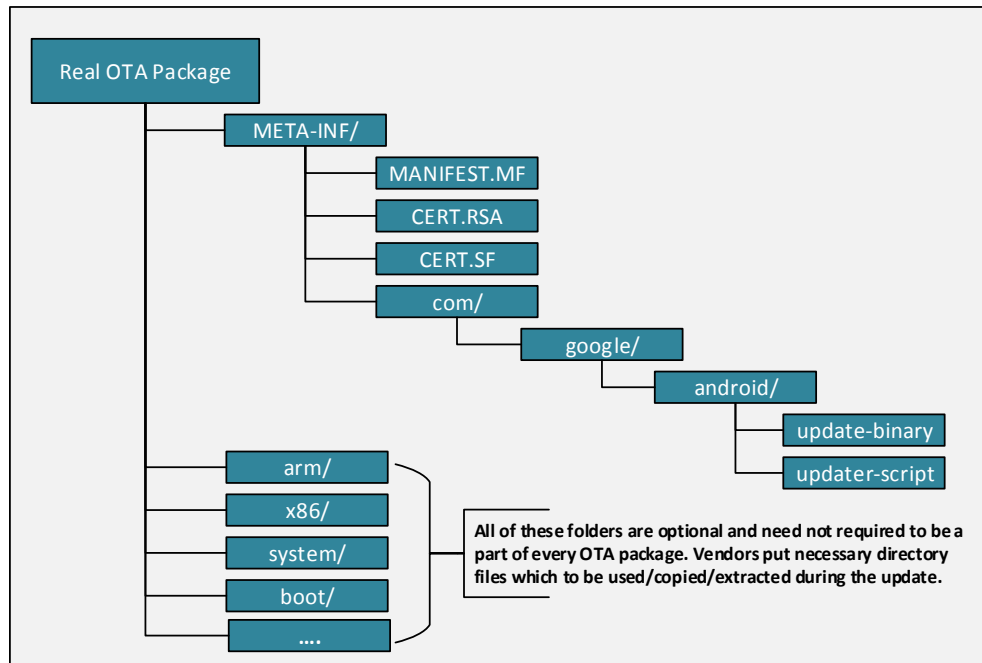 Real OTA Package
META-INF/
MANIFEST.MF
CERT.RSA
CERT.SF
com/
google/
android/
update-binary
updater-script
arm/
x86/
system/
boot/
....
All of these folders are optional and need not required to be a
part of every OTA package. Vendors put necessary directory
files which to be used/copied/extracted during the update.